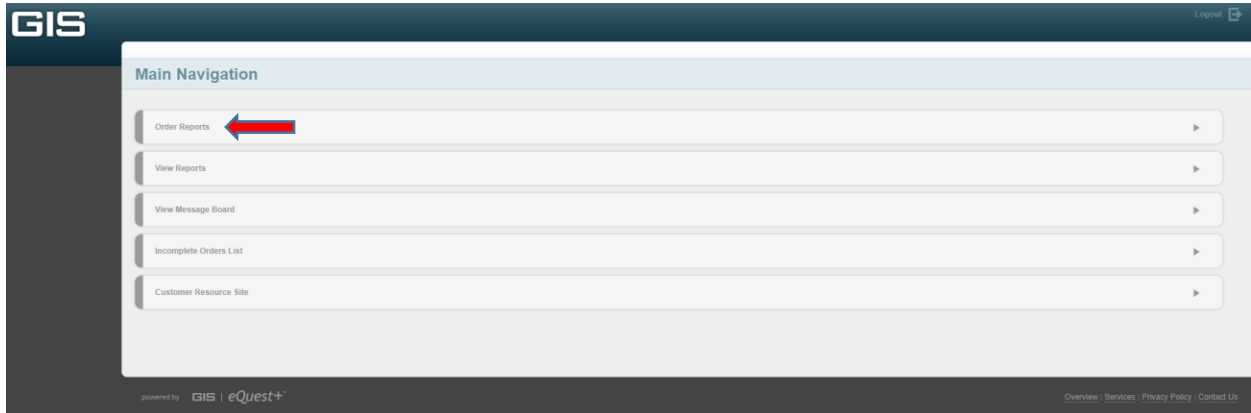 GIS
Logout
Main Navigation
Order Reports
View Reports
View Message Board
Incomplete Orders List
Customer Resource Site
powered by GIS | eQuest+
Overview | Services | Privacy Policy | Contact Us